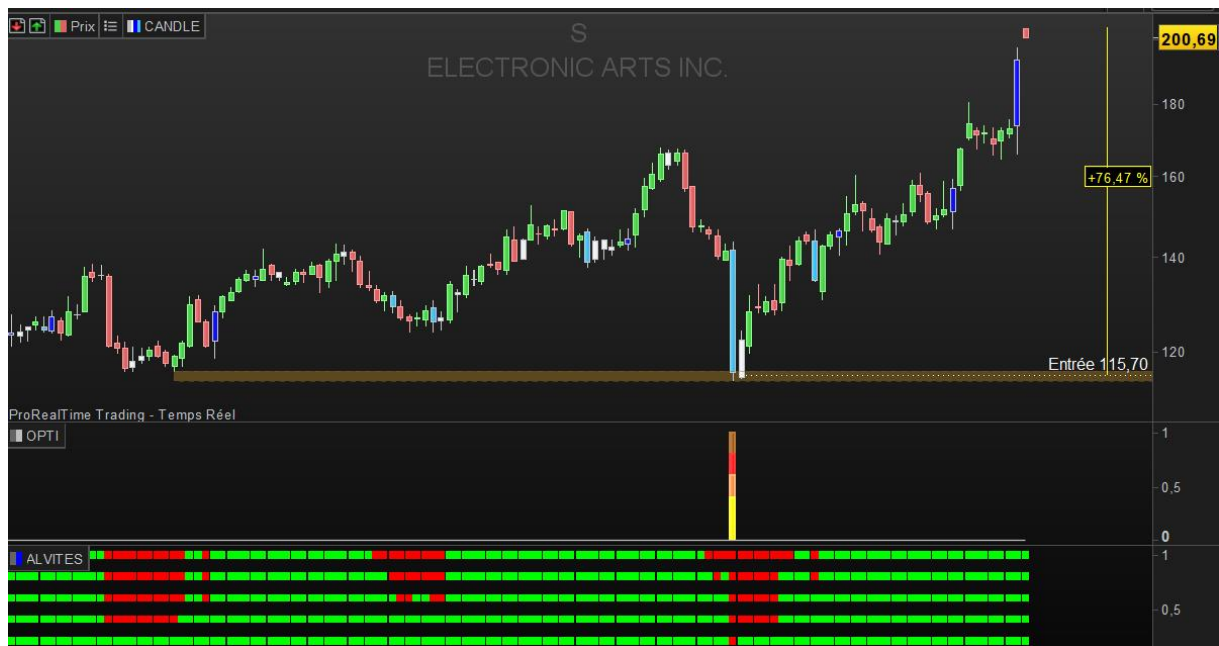 Prix CANDLE
S
ELECTRONIC ARTS INC.
200,69
180
+76,47 %
160
140
Entrée 115,70
120
ProRealTime Trading - Temps Réel
OPTI
1
0,5
0
ALVITES
1
0,5